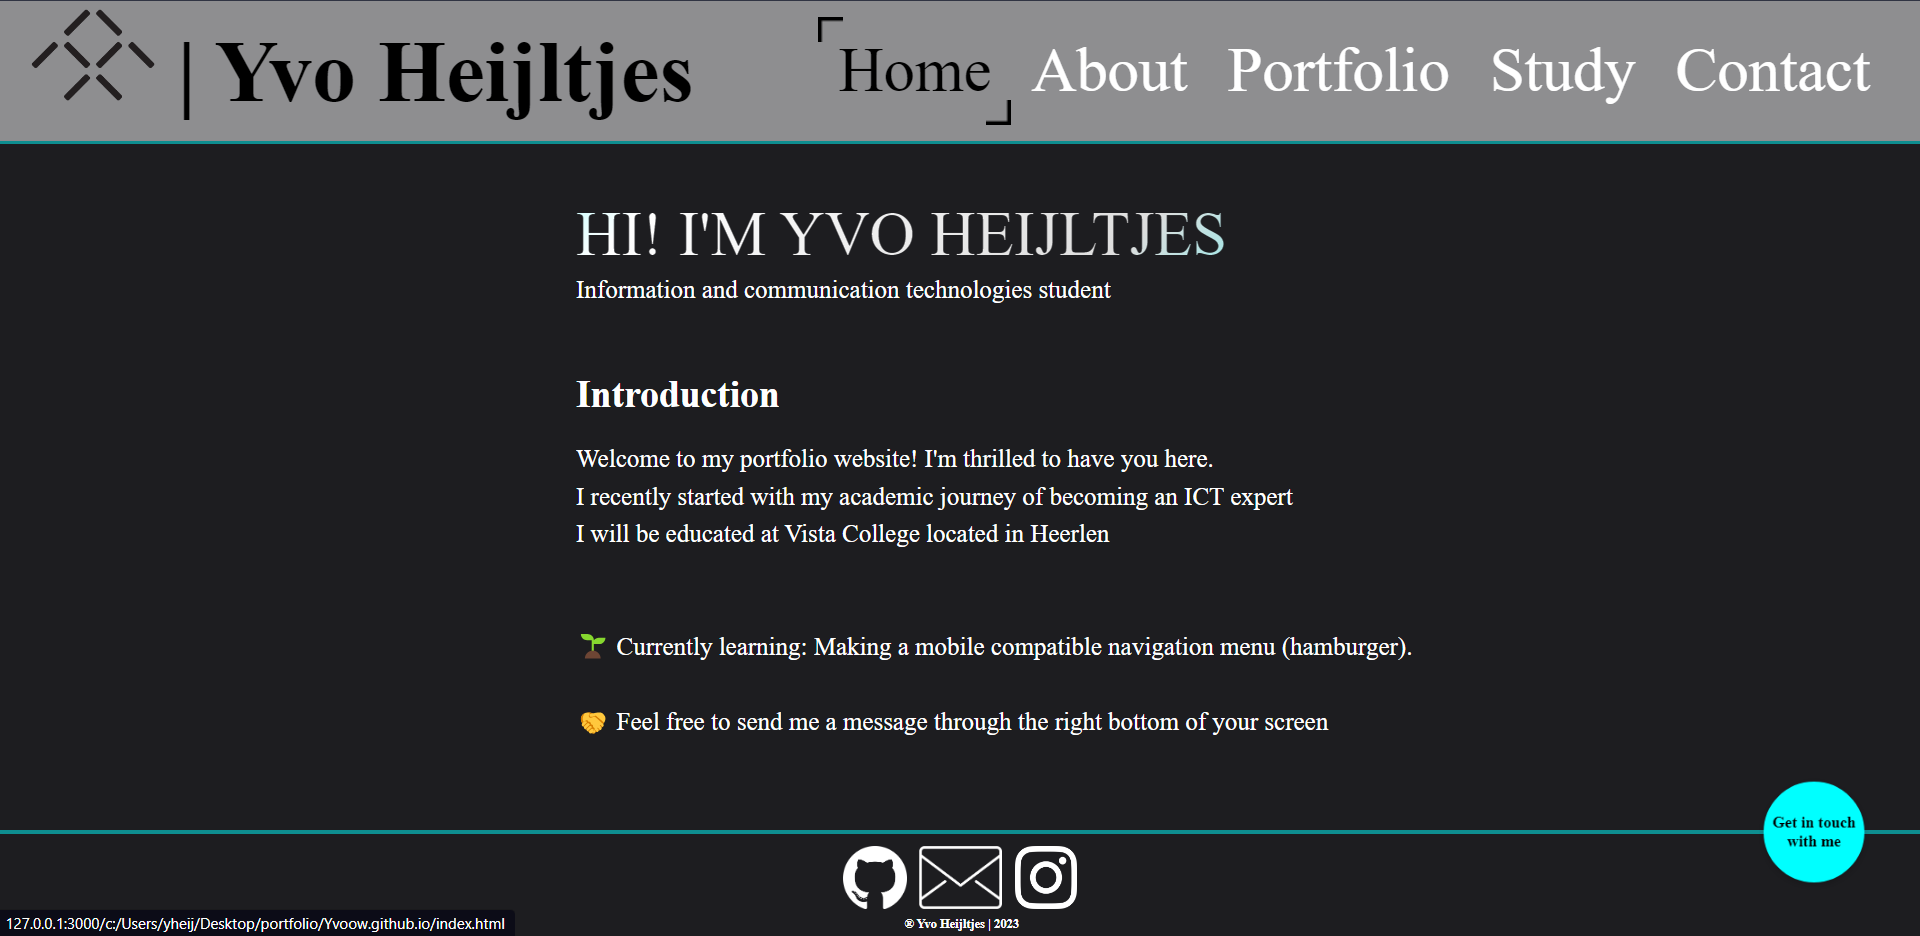 | Yvo Heijltjes
Home About Portfolio Study Contact
HI! I'M YVO HEIJLTJES
Information and communication technologies student
Introduction
Welcome to my portfolio website! I'm thrilled to have you here.
I recently started with my academic journey of becoming an ICT expert
I will be educated at Vista College located in Heerlen
🌱 Currently learning: Making a mobile compatible navigation menu (hamburger).
🤝 Feel free to send me a message through the right bottom of your screen
Get in touch
with me
® Yvo Heijltjes | 2023
127.0.0.1:3000/c:/Users/yheij/Desktop/portfolio/Yvoow.github.io/index.html